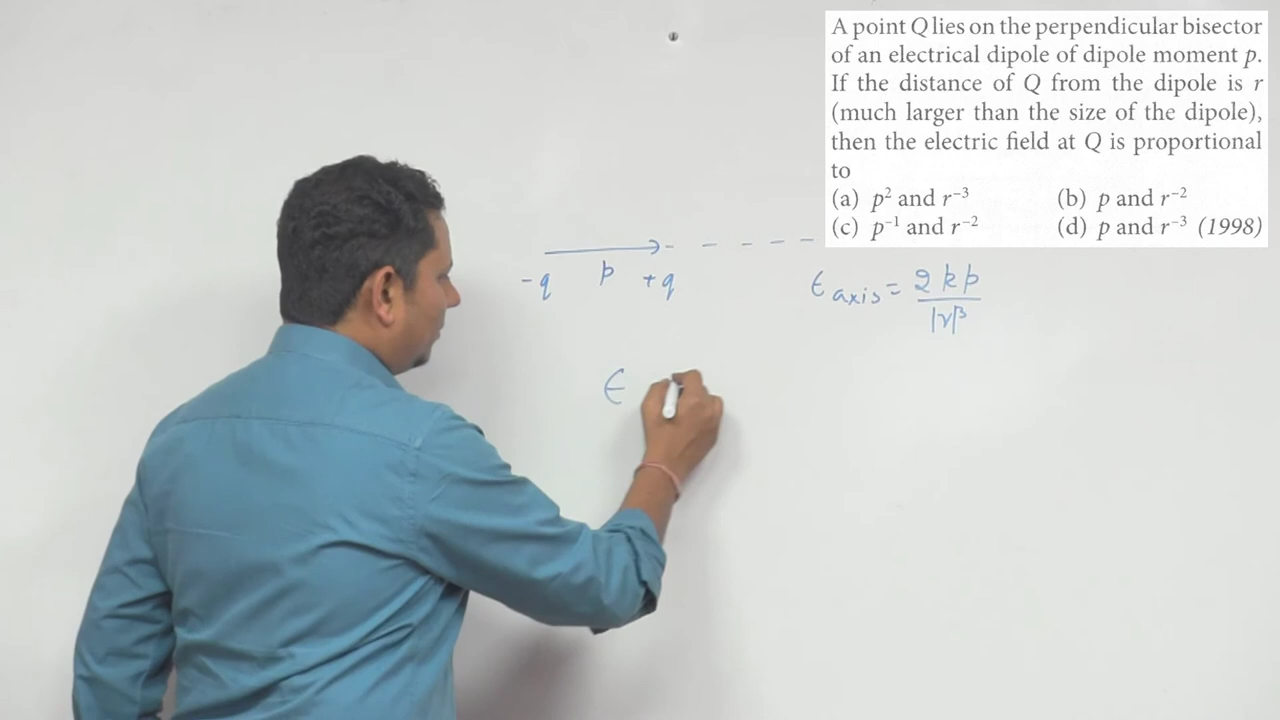 A point Q lies on the perpendicular bisector
of an electrical dipole of dipole moment p.
If the distance of Q from the dipole is r
(much larger than the size of the dipole),
then the electric field at Q is proportional
to
(a) p² and r⁻³ (b) p and r⁻²
(c) p⁻¹ and r⁻² (d) p and r⁻³ (1998)
-q p +q
E axis = 2kp / |r|³
E